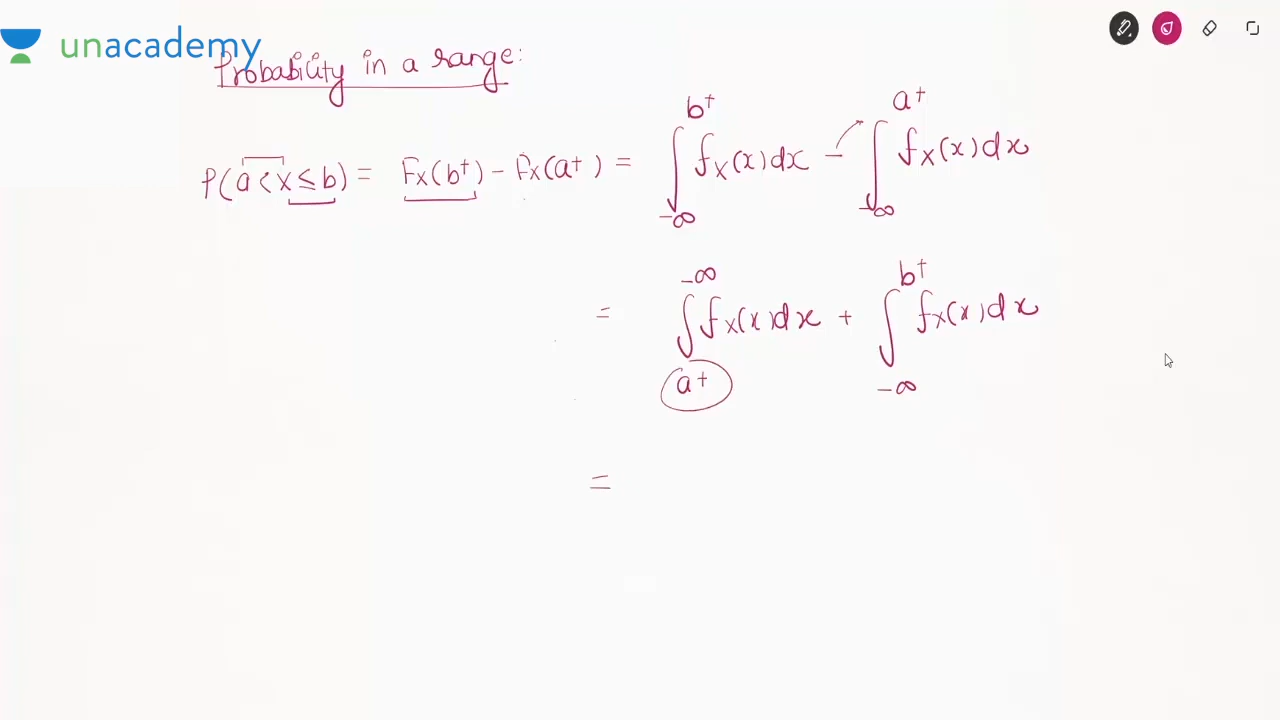 unacademy
Probability in a range:
P(a < x ≤ b) = Fx(b⁺) − Fx(a⁺) = ∫_{-∞}^{b⁺} fx(x)dx − ∫_{-∞}^{a⁺} fx(x)dx
= ∫_{a⁺}^{-∞} fx(x)dx + ∫_{-∞}^{b⁺} fx(x)dx
=